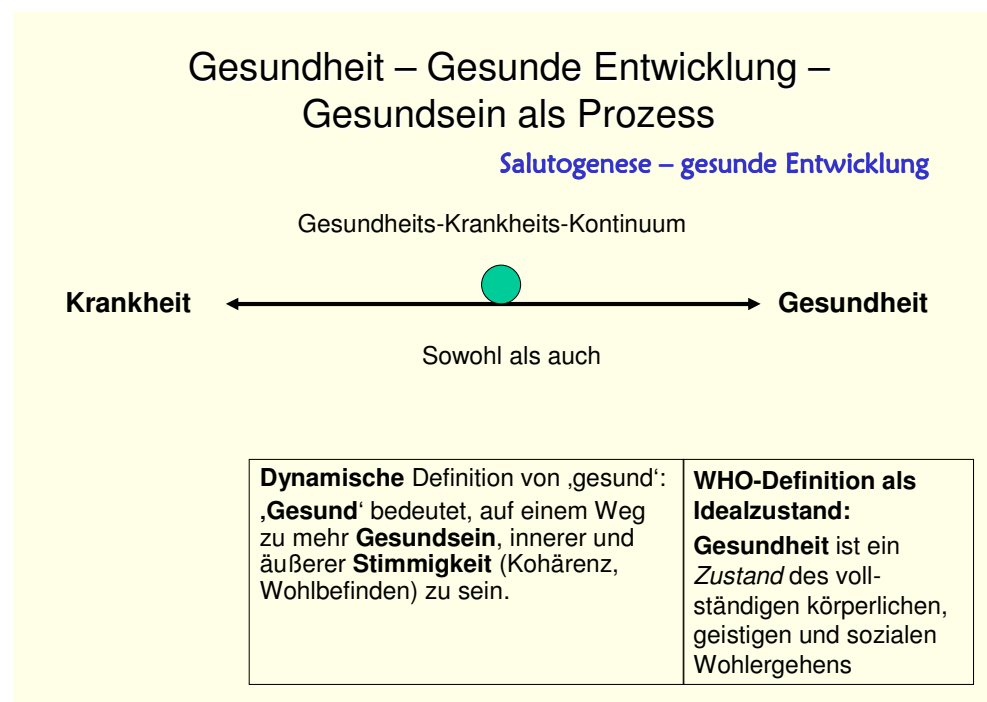 Gesundheit – Gesunde Entwicklung –
Gesundsein als Prozess
Salutogenese – gesunde Entwicklung
Gesundheits-Krankheits-Kontinuum
Krankheit
Gesundheit
Sowohl als auch
Dynamische Definition von ‚gesund‘:
‚Gesund‘ bedeutet, auf einem Weg
zu mehr Gesundsein, innerer und
äußerer Stimmigkeit (Kohärenz,
Wohlbefinden) zu sein.
WHO-Definition als
Idealzustand:
Gesundheit ist ein
Zustand des voll-
ständigen körperlichen,
geistigen und sozialen
Wohlergehens